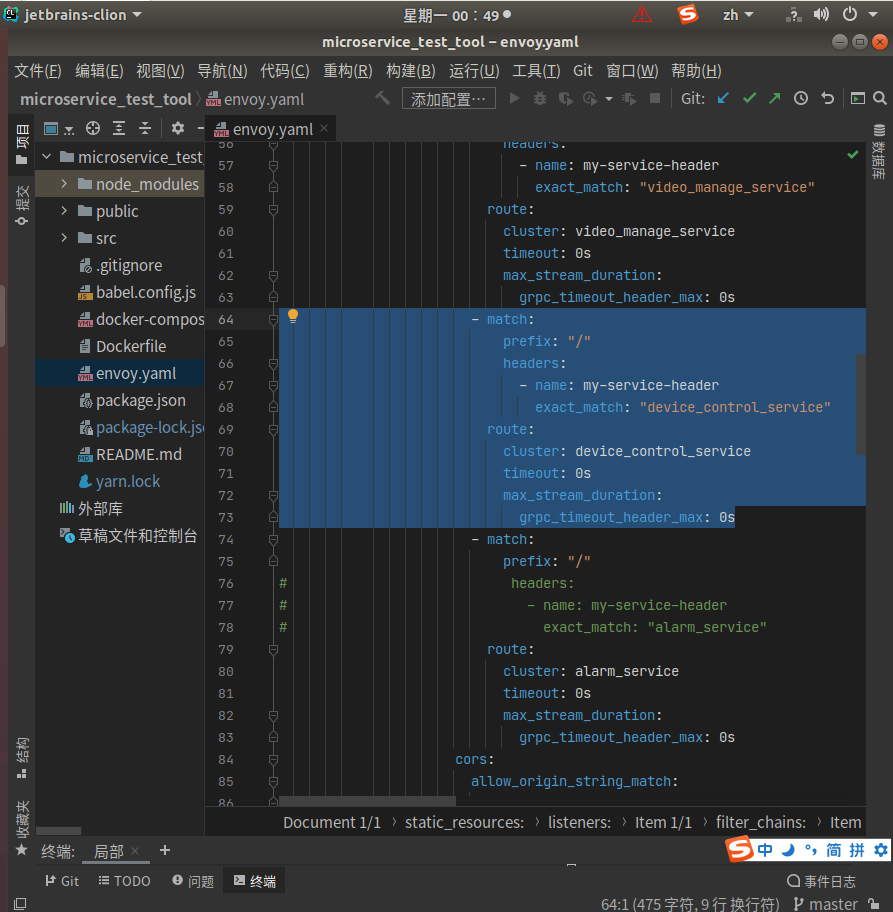 jetbrains-clion
星期一 00：49
zh
microservice_test_tool – envoy.yaml
文件(F) 编辑(E) 视图(V) 导航(N) 代码(C) 重构(R) 构建(B) 运行(U) 工具(T) Git 窗口(W) 帮助(H)
microservice_test_tool envoy.yaml
添加配置…
Git:
项目
提交
结构
收藏夹
数据库
microservice_test_
node_modules
public
src
.gitignore
babel.config.js
docker-compos
Dockerfile
envoy.yaml
package.json
package-lock.jso
README.md
yarn.lock
外部库
草稿文件和控制台
envoy.yaml
56 headers:
57 - name: my-service-header
58 exact_match: "video_manage_service"
59 route:
60 cluster: video_manage_service
61 timeout: 0s
62 max_stream_duration:
63 grpc_timeout_header_max: 0s
64 - match:
65 prefix: "/"
66 headers:
67 - name: my-service-header
68 exact_match: "device_control_service"
69 route:
70 cluster: device_control_service
71 timeout: 0s
72 max_stream_duration:
73 grpc_timeout_header_max: 0s
74 - match:
75 prefix: "/"
76 # headers:
77 # - name: my-service-header
78 # exact_match: "alarm_service"
79 route:
80 cluster: alarm_service
81 timeout: 0s
82 max_stream_duration:
83 grpc_timeout_header_max: 0s
84 cors:
85 allow_origin_string_match:
86
Document 1/1 › static_resources: › listeners: › Item 1/1 › filter_chains: › Item
终端: 局部 × +
S 中 简 拼
Git TODO 问题 终端
事件日志
64:1 (475 字符, 9 行 换行符) master